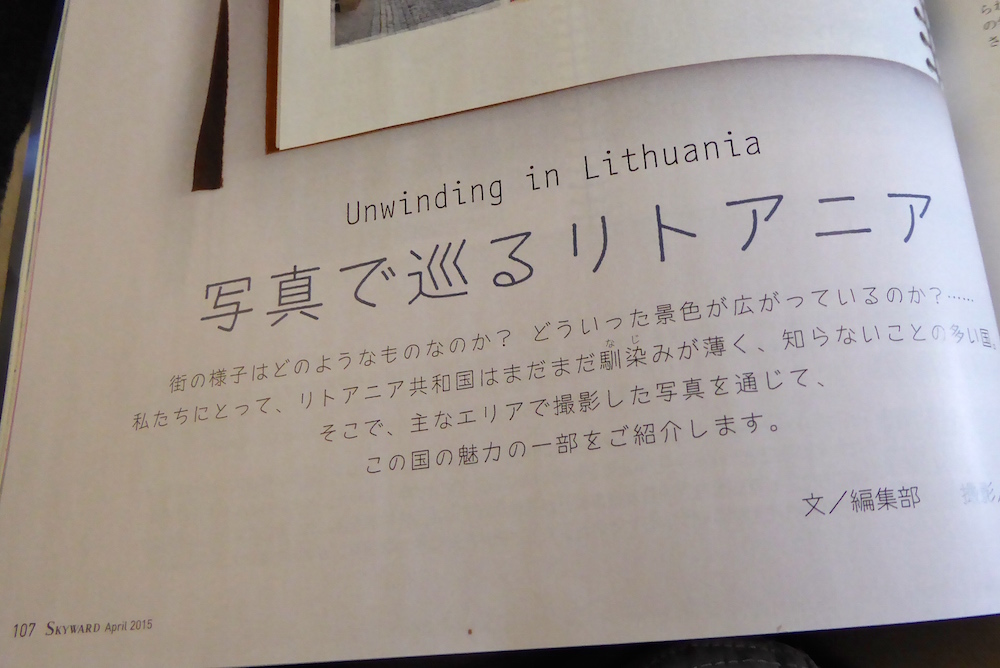 Unwinding in Lithuania
写真で巡るリトアニア
街の様子はどのようなものなのか? どういった景色が広がっているのか?……
私たちにとって、リトアニア共和国はまだまだ馴染みが薄く、知らないことの多い国。
なじ
そこで、主なエリアで撮影した写真を通じて、
この国の魅力の一部をご紹介します。
文／編集部 撮影／
107 SKYWARD April 2015